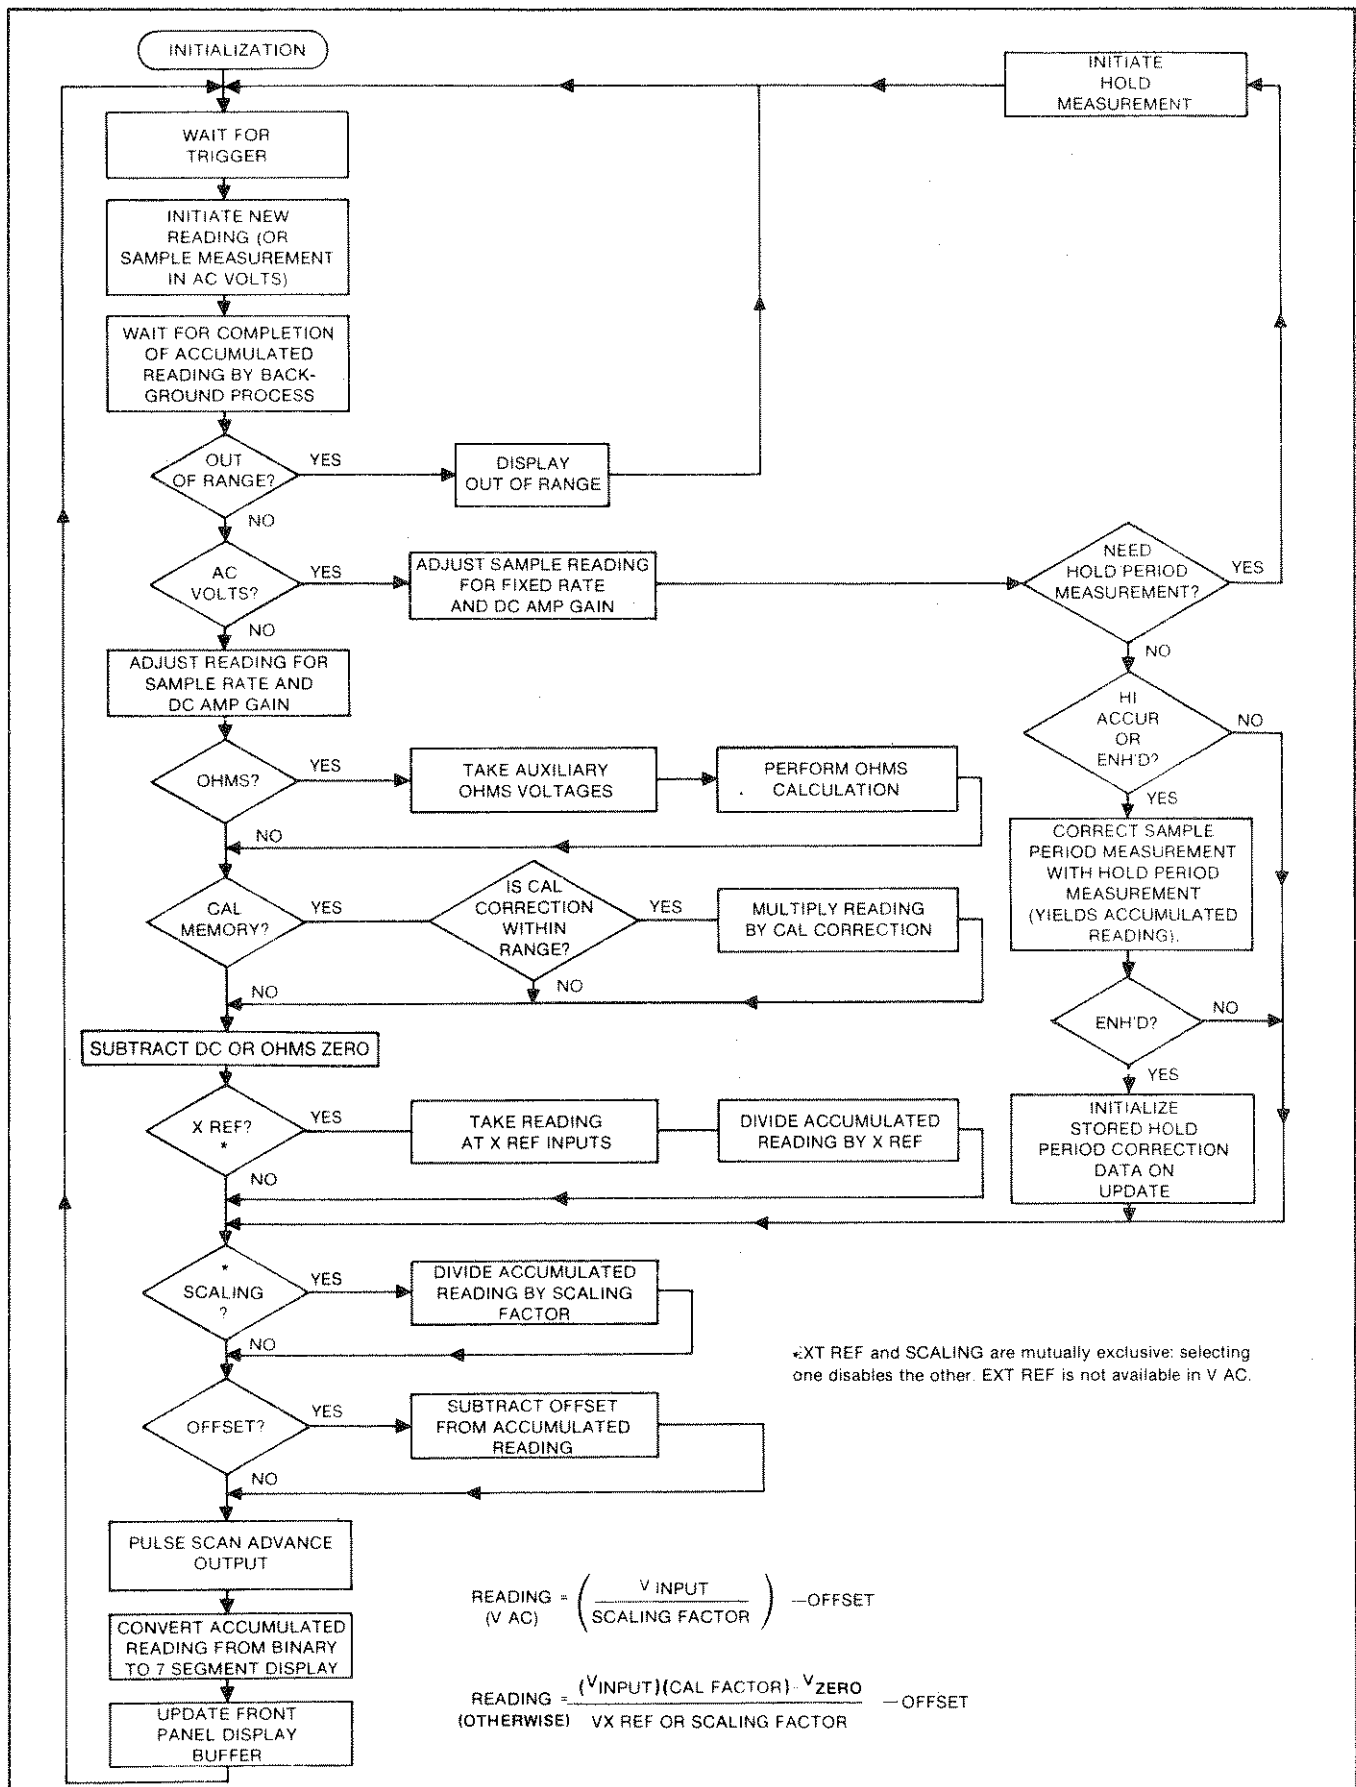 INITIALIZATION
INITIATE
HOLD
MEASUREMENT
WAIT FOR
TRIGGER
INITIATE NEW
READING (OR
SAMPLE MEASUREMENT
IN AC VOLTS)
WAIT FOR COMPLETION
OF ACCUMULATED
READING BY BACK-
GROUND PROCESS
OUT
OF RANGE?
YES
DISPLAY
OUT OF RANGE
NO
AC
VOLTS?
YES
ADJUST SAMPLE READING
FOR FIXED RATE
AND DC AMP GAIN
NEED
HOLD PERIOD
MEASUREMENT?
YES
NO
NO
ADJUST READING FOR
SAMPLE RATE AND
DC AMP GAIN
HI
ACCUR
OR
ENH'D?
NO
YES
OHMS?
YES
TAKE AUXILIARY
OHMS VOLTAGES
PERFORM OHMS
CALCULATION
NO
CORRECT SAMPLE
PERIOD MEASUREMENT
WITH HOLD PERIOD
MEASUREMENT
(YIELDS ACCUMULATED
READING).
CAL
MEMORY?
YES
IS CAL
CORRECTION
WITHIN
RANGE?
YES
MULTIPLY READING
BY CAL CORRECTION
NO
NO
ENH'D?
NO
YES
SUBTRACT DC OR OHMS ZERO
X REF?
*
YES
TAKE READING
AT X REF INPUTS
DIVIDE ACCUMULATED
READING BY X REF
NO
INITIALIZE
STORED HOLD
PERIOD CORRECTION
DATA ON
UPDATE
*
SCALING
?
YES
DIVIDE ACCUMULATED
READING BY SCALING
FACTOR
NO
*EXT REF and SCALING are mutually exclusive: selecting
one disables the other. EXT REF is not available in V AC.
OFFSET?
YES
SUBTRACT OFFSET
FROM ACCUMULATED
READING
NO
PULSE SCAN ADVANCE
OUTPUT
CONVERT ACCUMULATED
READING FROM BINARY
TO 7 SEGMENT DISPLAY
UPDATE FRONT
PANEL DISPLAY
BUFFER
READING (V AC) = (V INPUT / SCALING FACTOR) —OFFSET
READING (OTHERWISE) = (VINPUT)(CAL FACTOR) - VZERO / VX REF OR SCALING FACTOR —OFFSET